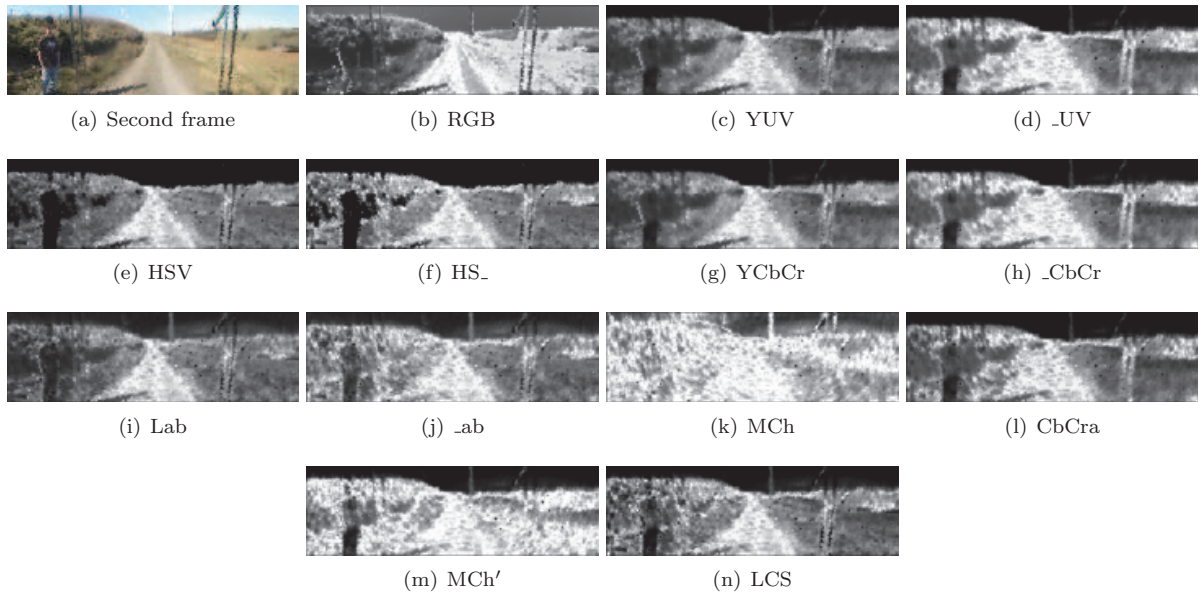 (a) Second frame
(b) RGB
(c) YUV
(d) _UV
(e) HSV
(f) HS_
(g) YCbCr
(h) _CbCr
(i) Lab
(j) _ab
(k) MCh
(l) CbCra
(m) MCh′
(n) LCS